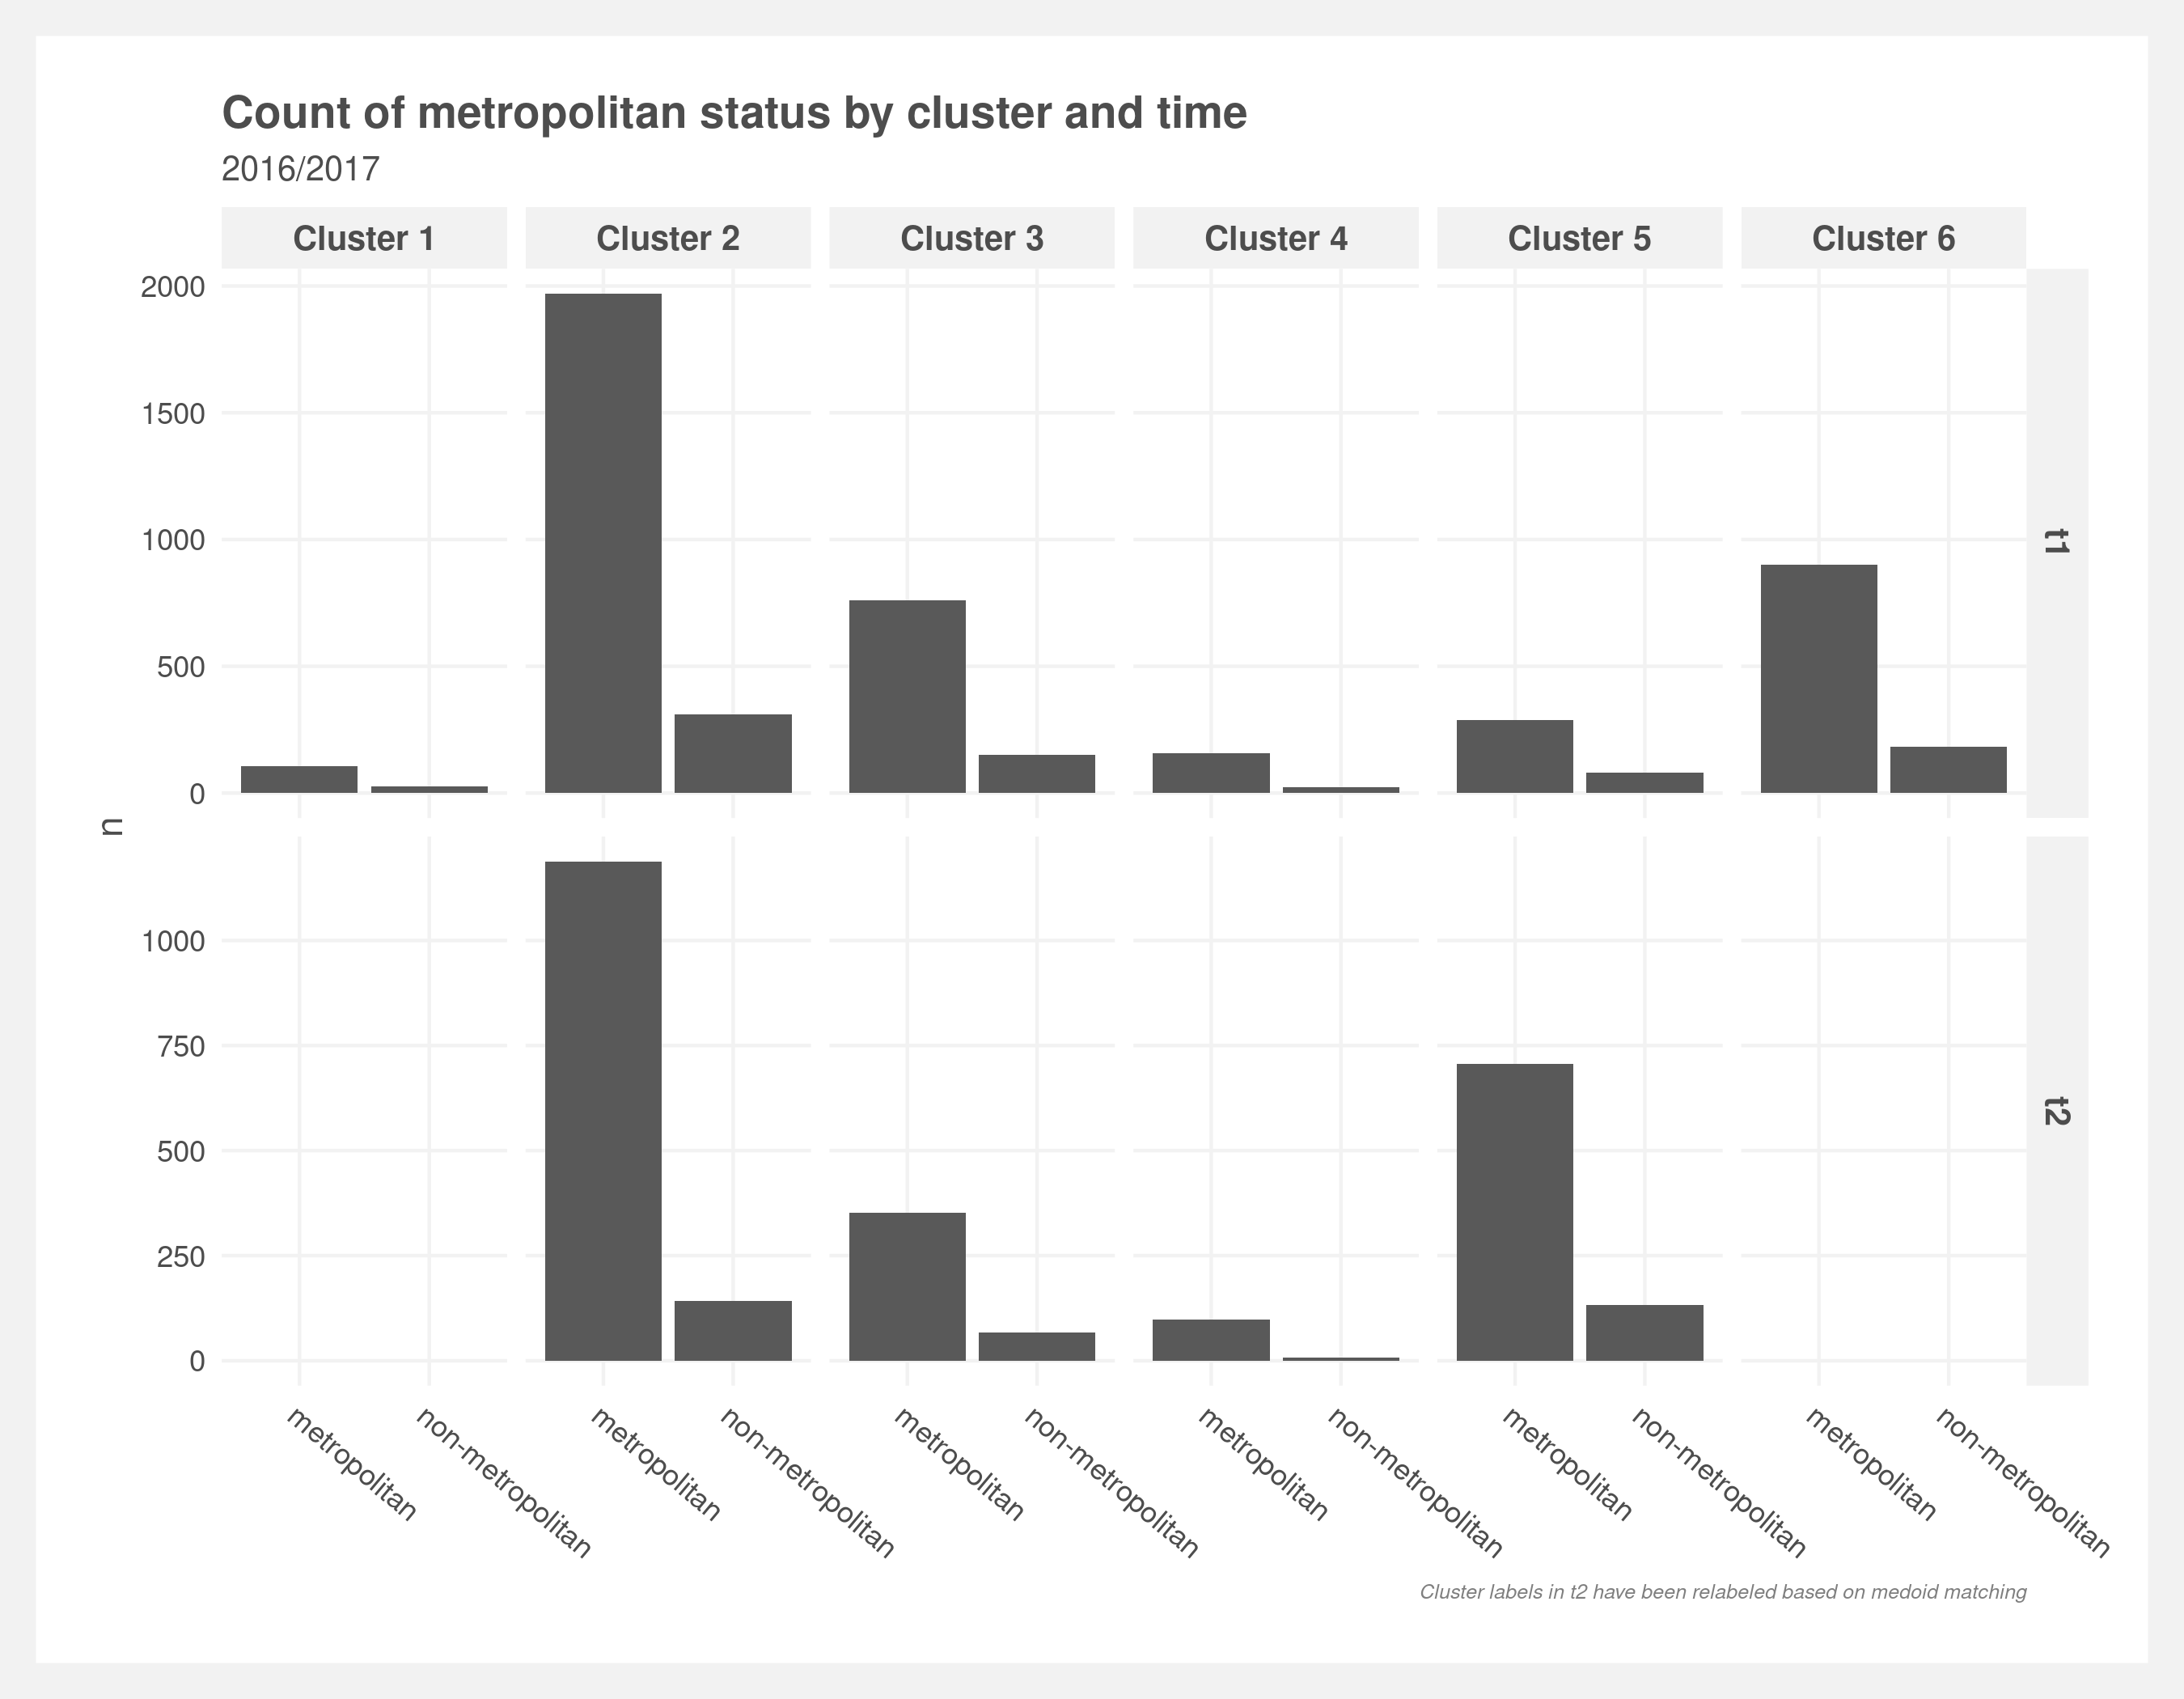 Count of metropolitan status by cluster and time
2016/2017
Cluster 1
Cluster 2
Cluster 3
Cluster 4
Cluster 5
Cluster 6
2000
1500
1000
500
0
t1
n
1000
750
500
250
0
t2
metropolitan
non-metropolitan
metropolitan
non-metropolitan
metropolitan
non-metropolitan
metropolitan
non-metropolitan
metropolitan
non-metropolitan
metropolitan
non-metropolitan
Cluster labels in t2 have been relabeled based on medoid matching